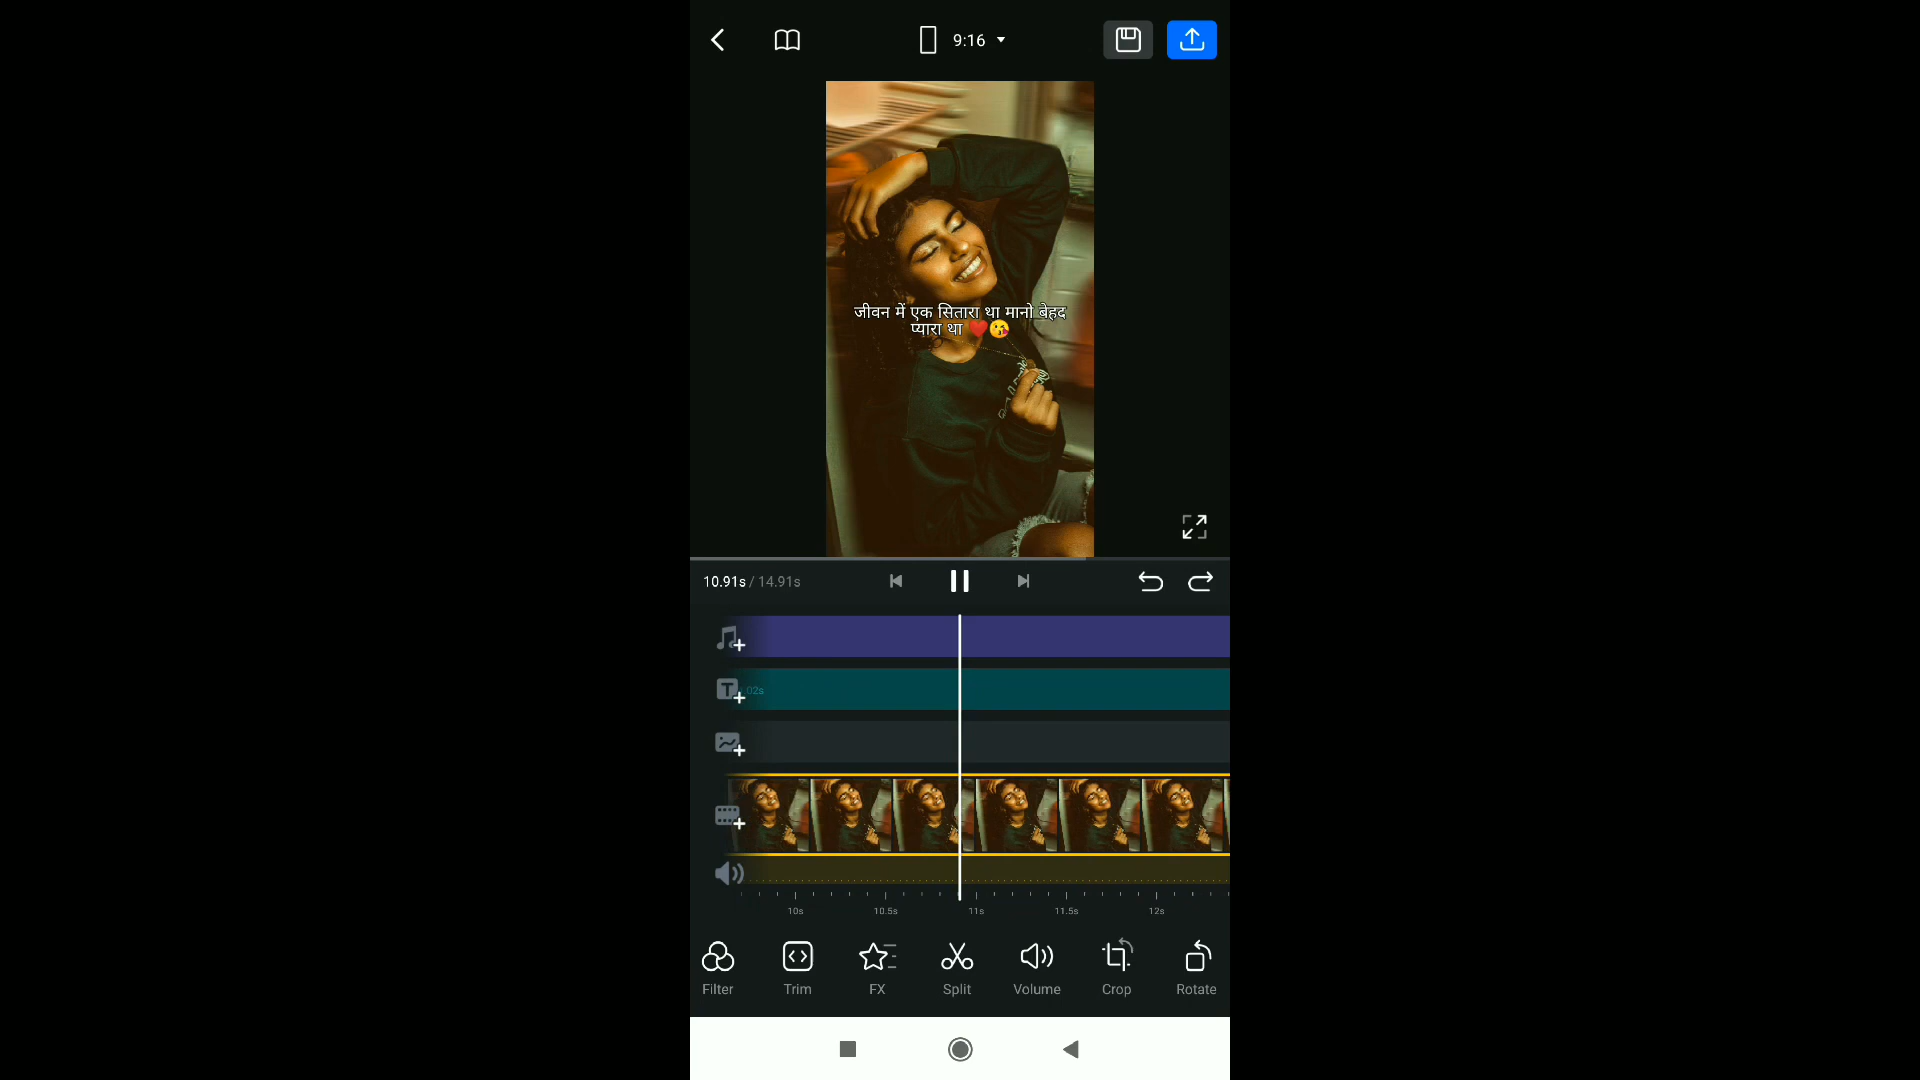 9:16
जीवन में एक सितारा था मानो बेहद
प्यारा था ❤️😘
10.91s / 14.91s
02s
10s 10.5s 11s 11.5s 12s
Filter Trim FX Split Volume Crop Rotate